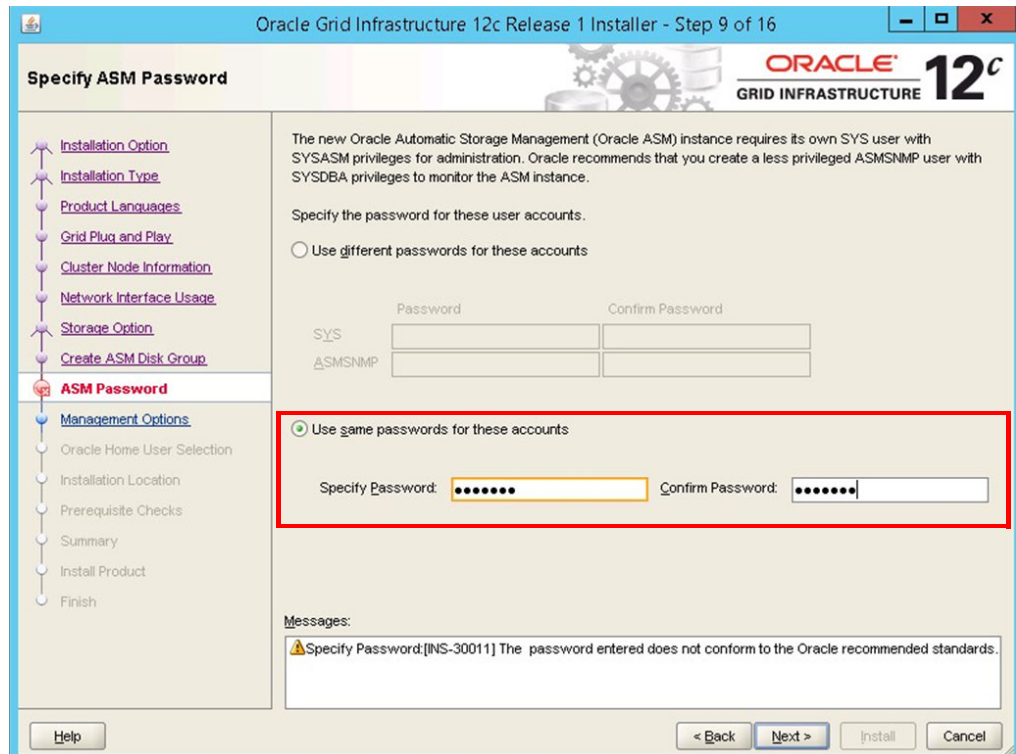 Oracle Grid Infrastructure 12c Release 1 Installer - Step 9 of 16
Specify ASM Password
ORACLE
GRID INFRASTRUCTURE
12c
Installation Option
Installation Type
Product Languages
Grid Plug and Play
Cluster Node Information
Network Interface Usage
Storage Option
Create ASM Disk Group
ASM Password
Management Options
Oracle Home User Selection
Installation Location
Prerequisite Checks
Summary
Install Product
Finish
The new Oracle Automatic Storage Management (Oracle ASM) instance requires its own SYS user with
SYSASM privileges for administration. Oracle recommends that you create a less privileged ASMSNMP user with
SYSDBA privileges to monitor the ASM instance.
Specify the password for these user accounts.
Use different passwords for these accounts
Password Confirm Password
SYS
ASMSNMP
Use same passwords for these accounts
Specify Password: ●●●●●●● Confirm Password: ●●●●●●●
Messages:
Specify Password:[INS-30011] The password entered does not conform to the Oracle recommended standards.
Help < Back Next > Install Cancel